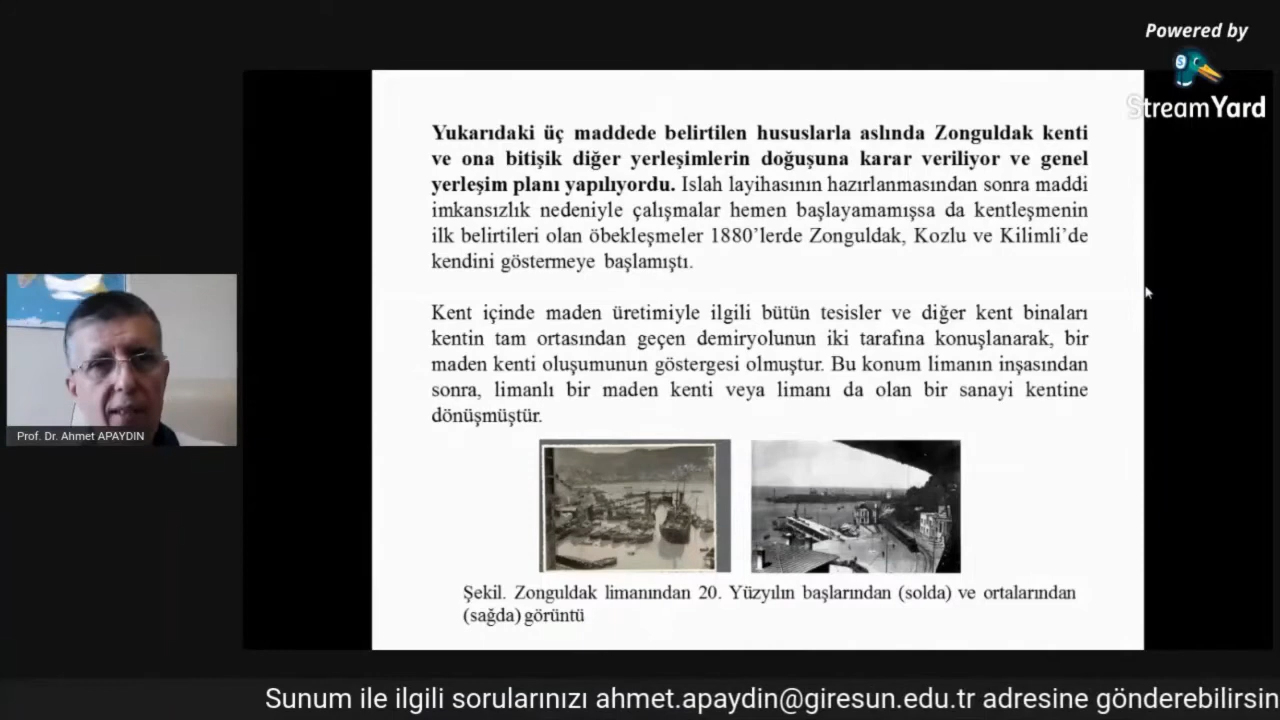 Powered by
StreamYard
Yukarıdaki üç maddede belirtilen hususlarla aslında Zonguldak kenti
ve ona bitişik diğer yerleşimlerin doğuşuna karar veriliyor ve genel
yerleşim planı yapılıyordu. Islah layihasının hazırlanmasından sonra maddi
imkansızlık nedeniyle çalışmalar hemen başlayamamışsa da kentleşmenin
ilk belirtileri olan öbekleşmeler 1880’lerde Zonguldak, Kozlu ve Kilimli’de
kendini göstermeye başlamıştı.
Kent içinde maden üretimiyle ilgili bütün tesisler ve diğer kent binaları
kentin tam ortasından geçen demiryolunun iki tarafına konuşlanarak, bir
maden kenti oluşumunun göstergesi olmuştur. Bu konum limanın inşasından
sonra, limanlı bir maden kenti veya limanı da olan bir sanayi kentine
dönüşmüştür.
Şekil. Zonguldak limanından 20. Yüzyılın başlarından (solda) ve ortalarından
(sağda) görüntü
Prof. Dr. Ahmet APAYDIN
Sunum ile ilgili sorularınızı ahmet.apaydin@giresun.edu.tr adresine gönderebilirsin